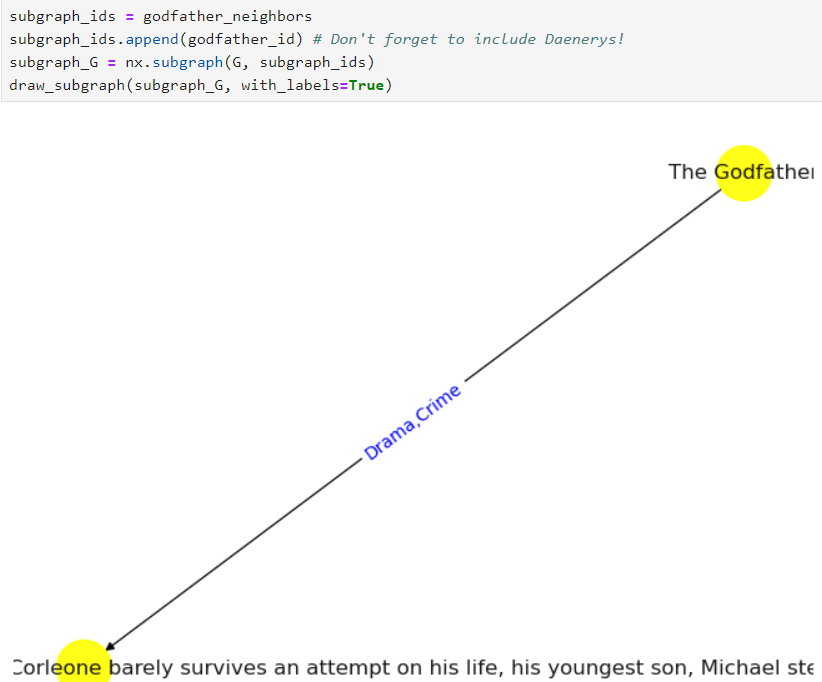 subgraph_ids = godfather_neighbors
subgraph_ids.append(godfather_id) # Don't forget to include Daenerys!
subgraph_G = nx.subgraph(G, subgraph_ids)
draw_subgraph(subgraph_G, with_labels=True)
The Godfather
Drama,Crime
Corleone barely survives an attempt on his life, his youngest son, Michael ste